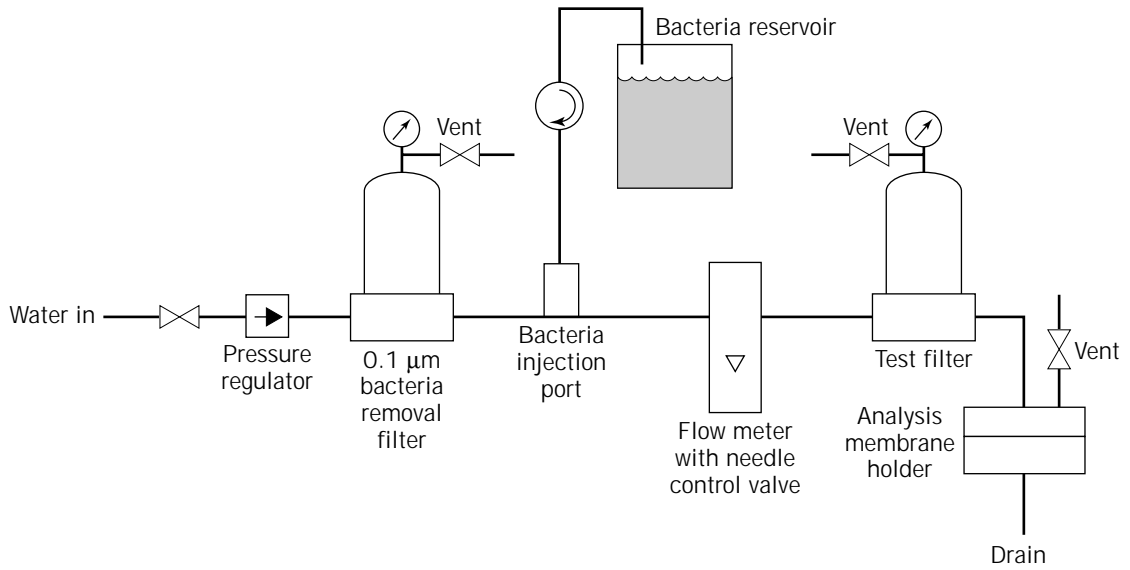 Bacteria reservoir
Vent
Vent
Water in
Pressure
regulator
0.1 μm
bacteria
removal
filter
Bacteria
injection
port
Flow meter
with needle
control valve
Test filter
Vent
Analysis
membrane
holder
Drain